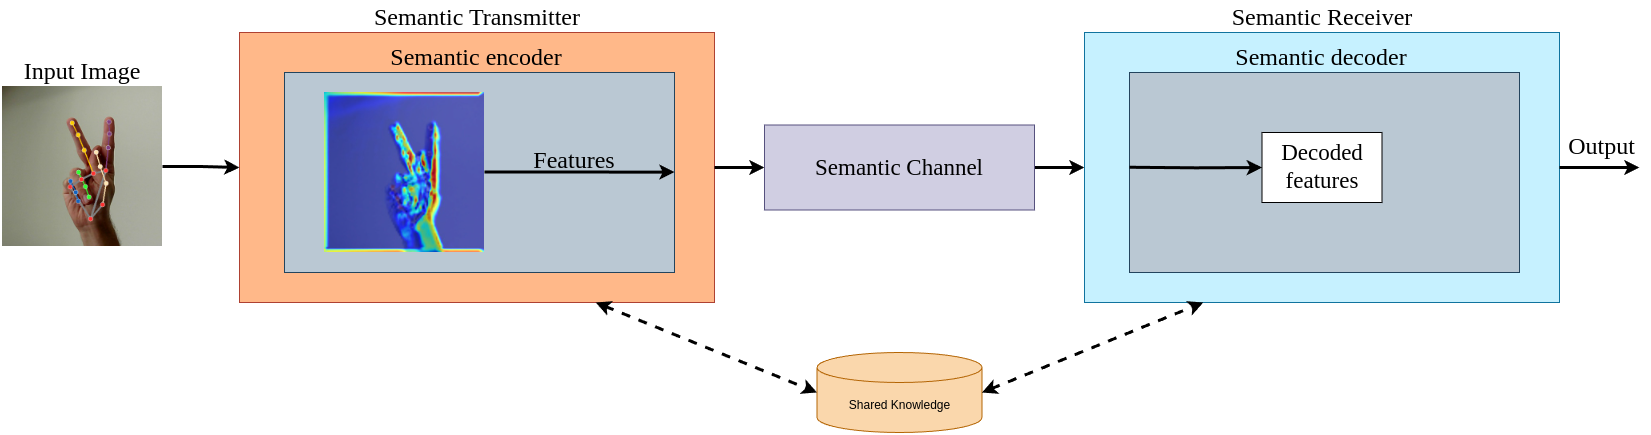 Semantic Transmitter
Semantic Receiver
Semantic encoder
Semantic decoder
Input Image
Features
Semantic Channel
Decoded
features
Output
Shared Knowledge